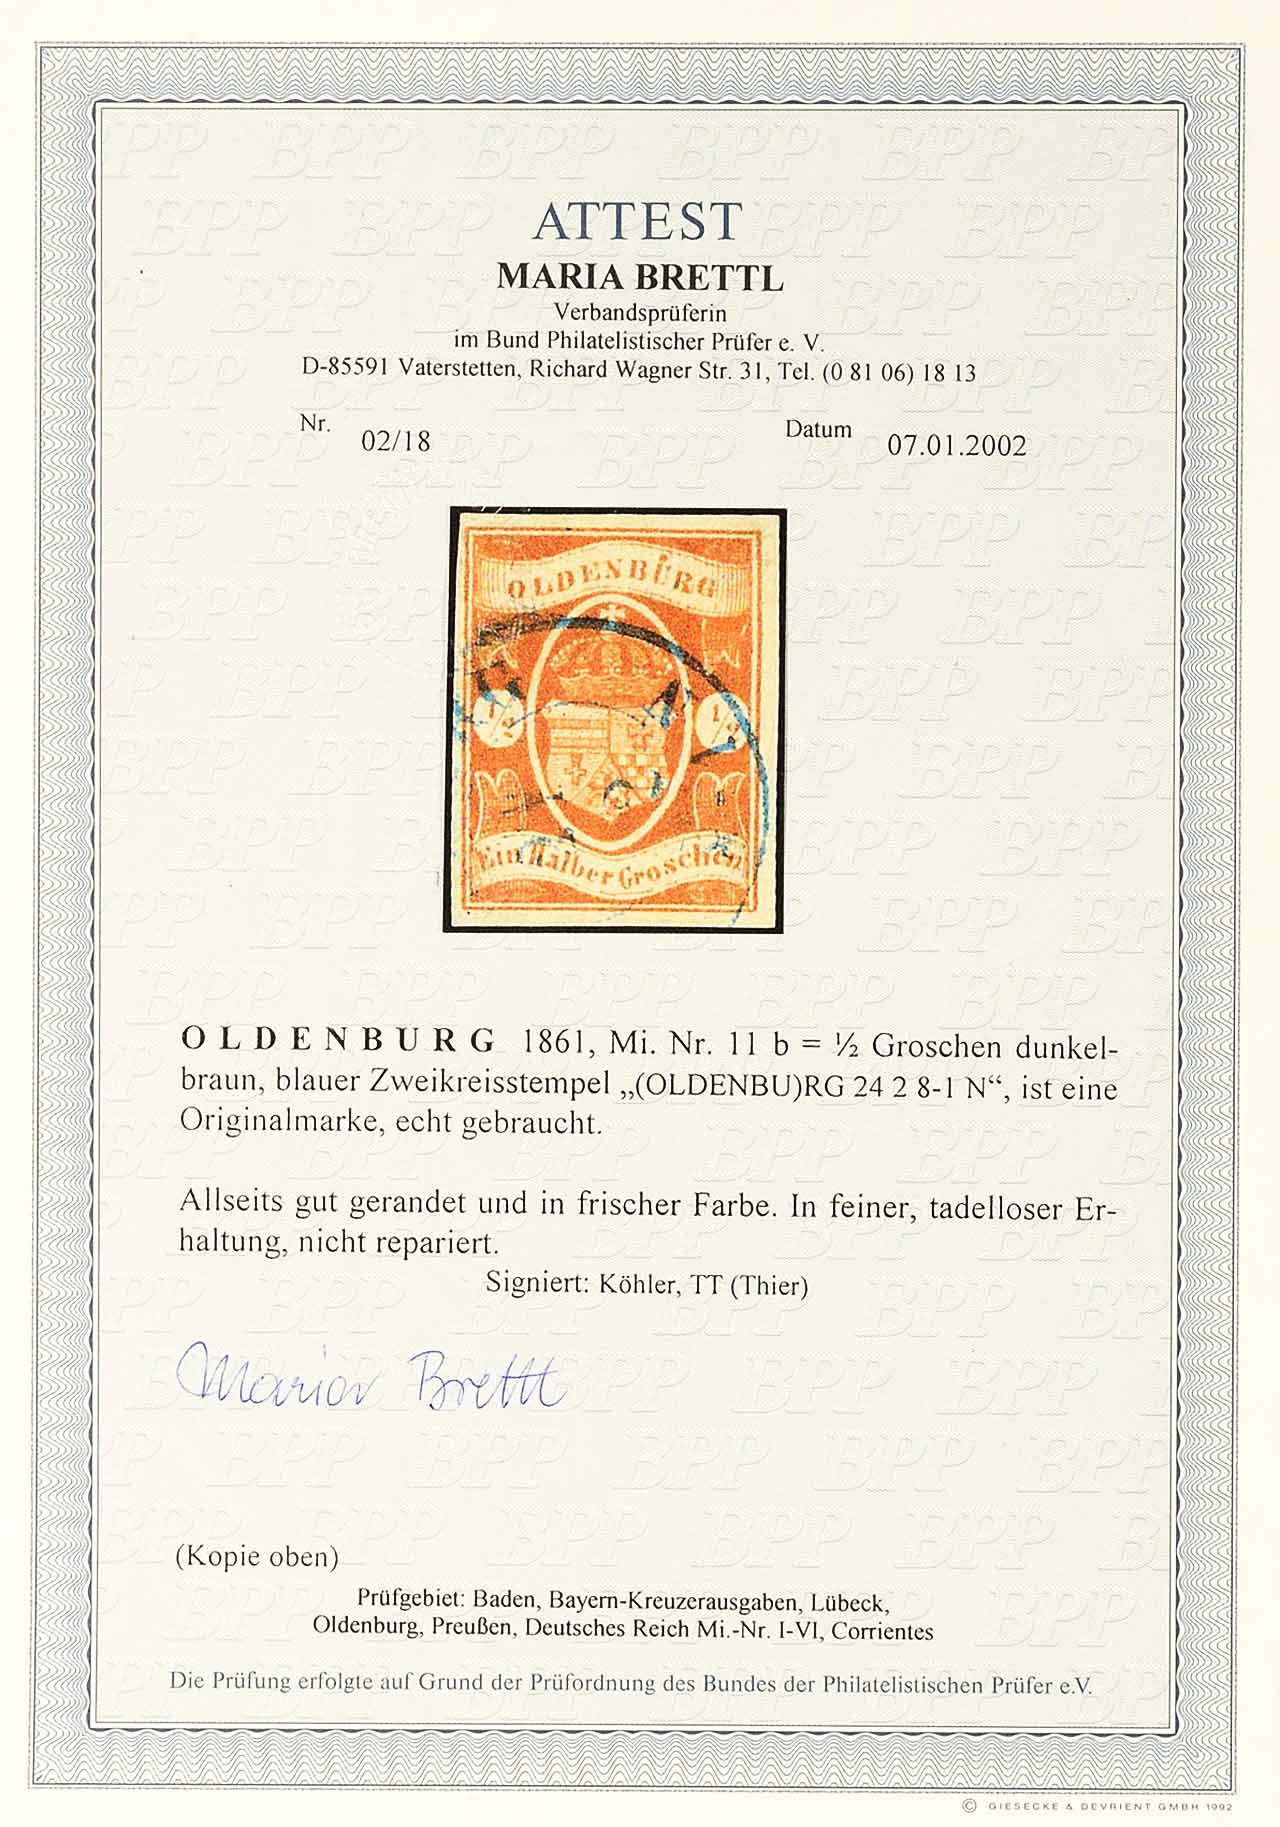 ATTEST
MARIA BRETTL
Verbandsprüferin
im Bund Philatelistischer Prüfer e. V.
D-85591 Vaterstetten, Richard Wagner Str. 31, Tel. (0 81 06) 18 13
Nr. 02/18 Datum 07.01.2002
OLDENBÜRG
1/2 1/2
Ein Halber Groschen
OLDENBURG 1861, Mi. Nr. 11 b = ½ Groschen dunkel-
braun, blauer Zweikreisstempel „(OLDENBU)RG 24 2 8-1 N“, ist eine
Originalmarke, echt gebraucht.
Allseits gut gerandet und in frischer Farbe. In feiner, tadelloser Er-
haltung, nicht repariert.
Signiert: Köhler, TT (Thier)
Maria Brettl
(Kopie oben)
Prüfgebiet: Baden, Bayern-Kreuzerausgaben, Lübeck,
Oldenburg, Preußen, Deutsches Reich Mi.-Nr. I-VI, Corrientes
Die Prüfung erfolgte auf Grund der Prüfordnung des Bundes der Philatelistischen Prüfer e.V.
© GIESECKE & DEVRIENT GMBH 1992